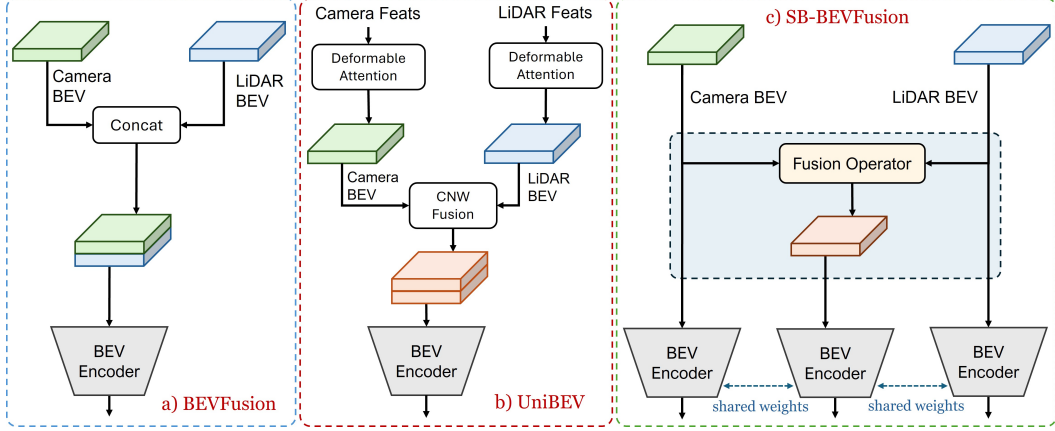 Camera
BEV
LiDAR
BEV
Concat
BEV
Encoder
a) BEVFusion
Camera Feats
LiDAR Feats
Deformable
Attention
Deformable
Attention
Camera
BEV
LiDAR
BEV
CNW
Fusion
BEV
Encoder
b) UniBEV
c) SB-BEVFusion
Camera BEV
LiDAR BEV
Fusion Operator
BEV
Encoder
BEV
Encoder
BEV
Encoder
shared weights
shared weights